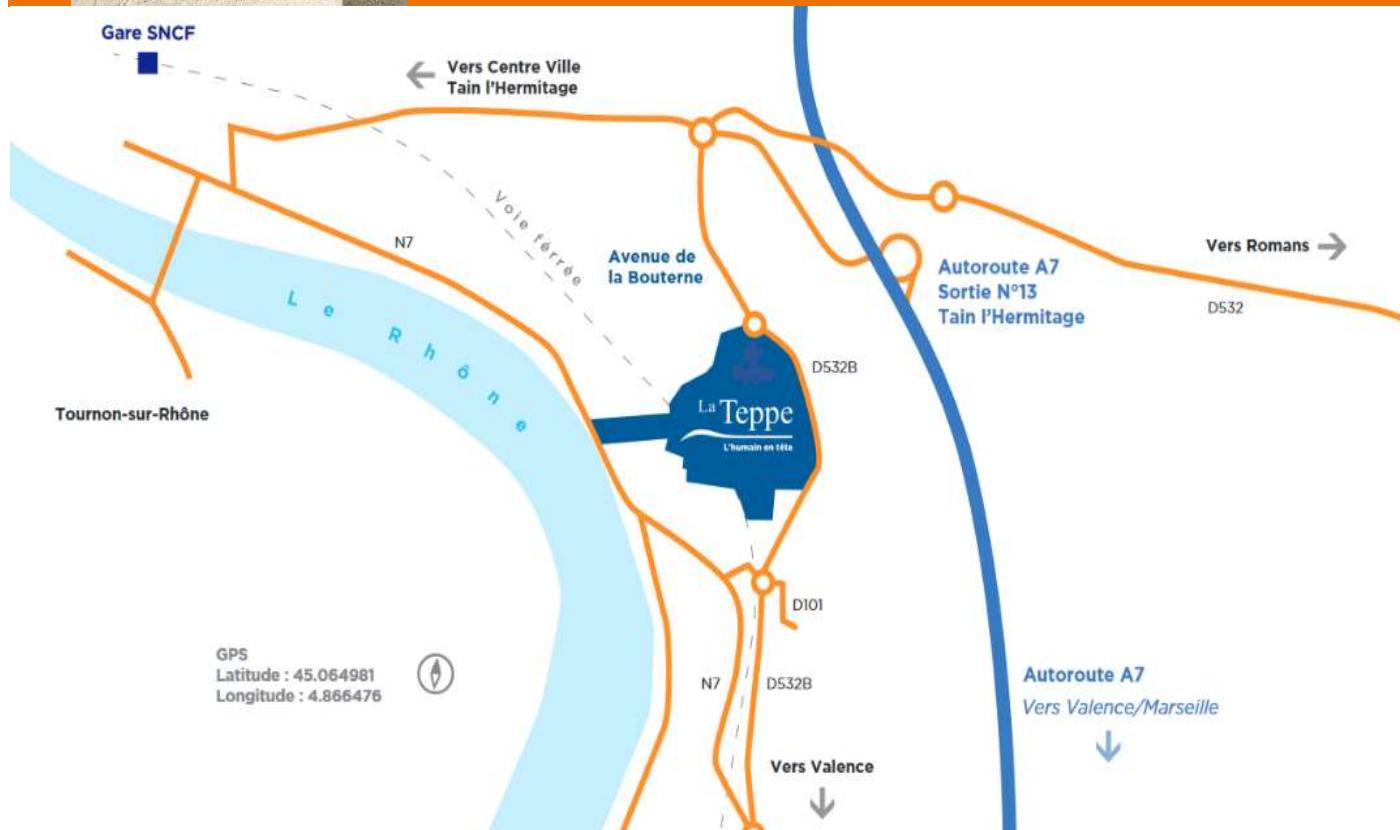 Gare SNCF
Vers Centre Ville
Tain l'Hermitage
Voie férrée
N7
Avenue de
la Bouterne
Vers Romans
Autoroute A7
Sortie N°13
Tain l'Hermitage
D532
Le Rhône
D532B
La Teppe
L'humain en tête
Tournon-sur-Rhône
D101
GPS
Latitude : 45.064981
Longitude : 4.866476
N7
D532B
Autoroute A7
Vers Valence/Marseille
Vers Valence